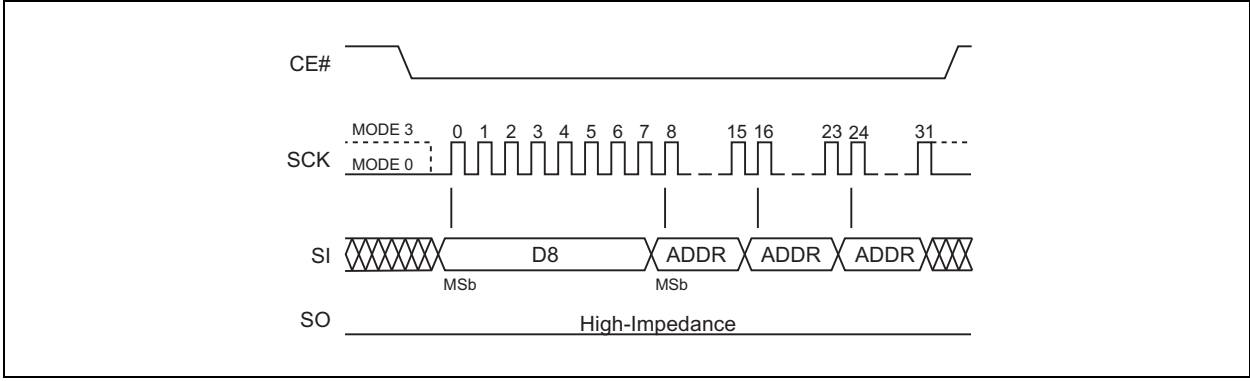 CE#
MODE 3
0 1 2 3 4 5 6 7 8 15 16 23 24 31
SCK
MODE 0
SI
D8 ADDR ADDR ADDR
MSb MSb
SO
High-Impedance